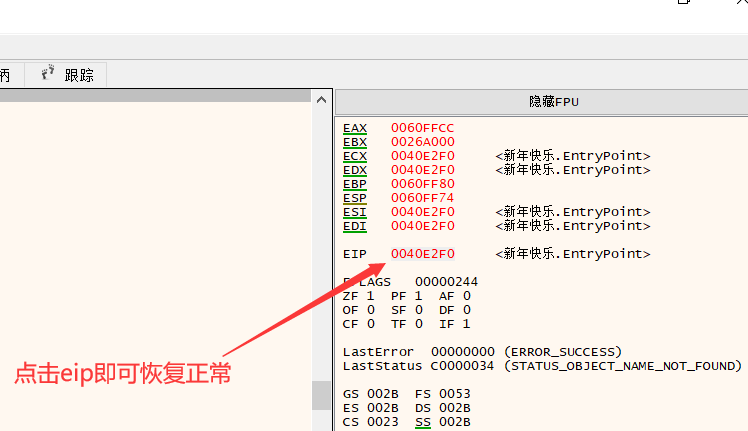 柄 跟踪
隐藏FPU
EAX 0060FFCC
EBX 0026A000
ECX 0040E2F0 <新年快乐.EntryPoint>
EDX 0040E2F0 <新年快乐.EntryPoint>
EBP 0060FF80
ESP 0060FF74
ESI 0040E2F0 <新年快乐.EntryPoint>
EDI 0040E2F0 <新年快乐.EntryPoint>
EIP 0040E2F0 <新年快乐.EntryPoint>
EFLAGS 00000244
ZF 1 PF 1 AF 0
OF 0 SF 0 DF 0
CF 0 TF 0 IF 1
点击eip即可恢复正常
LastError 00000000 (ERROR_SUCCESS)
LastStatus C0000034 (STATUS_OBJECT_NAME_NOT_FOUND)
GS 002B FS 0053
ES 002B DS 002B
CS 0023 SS 002B